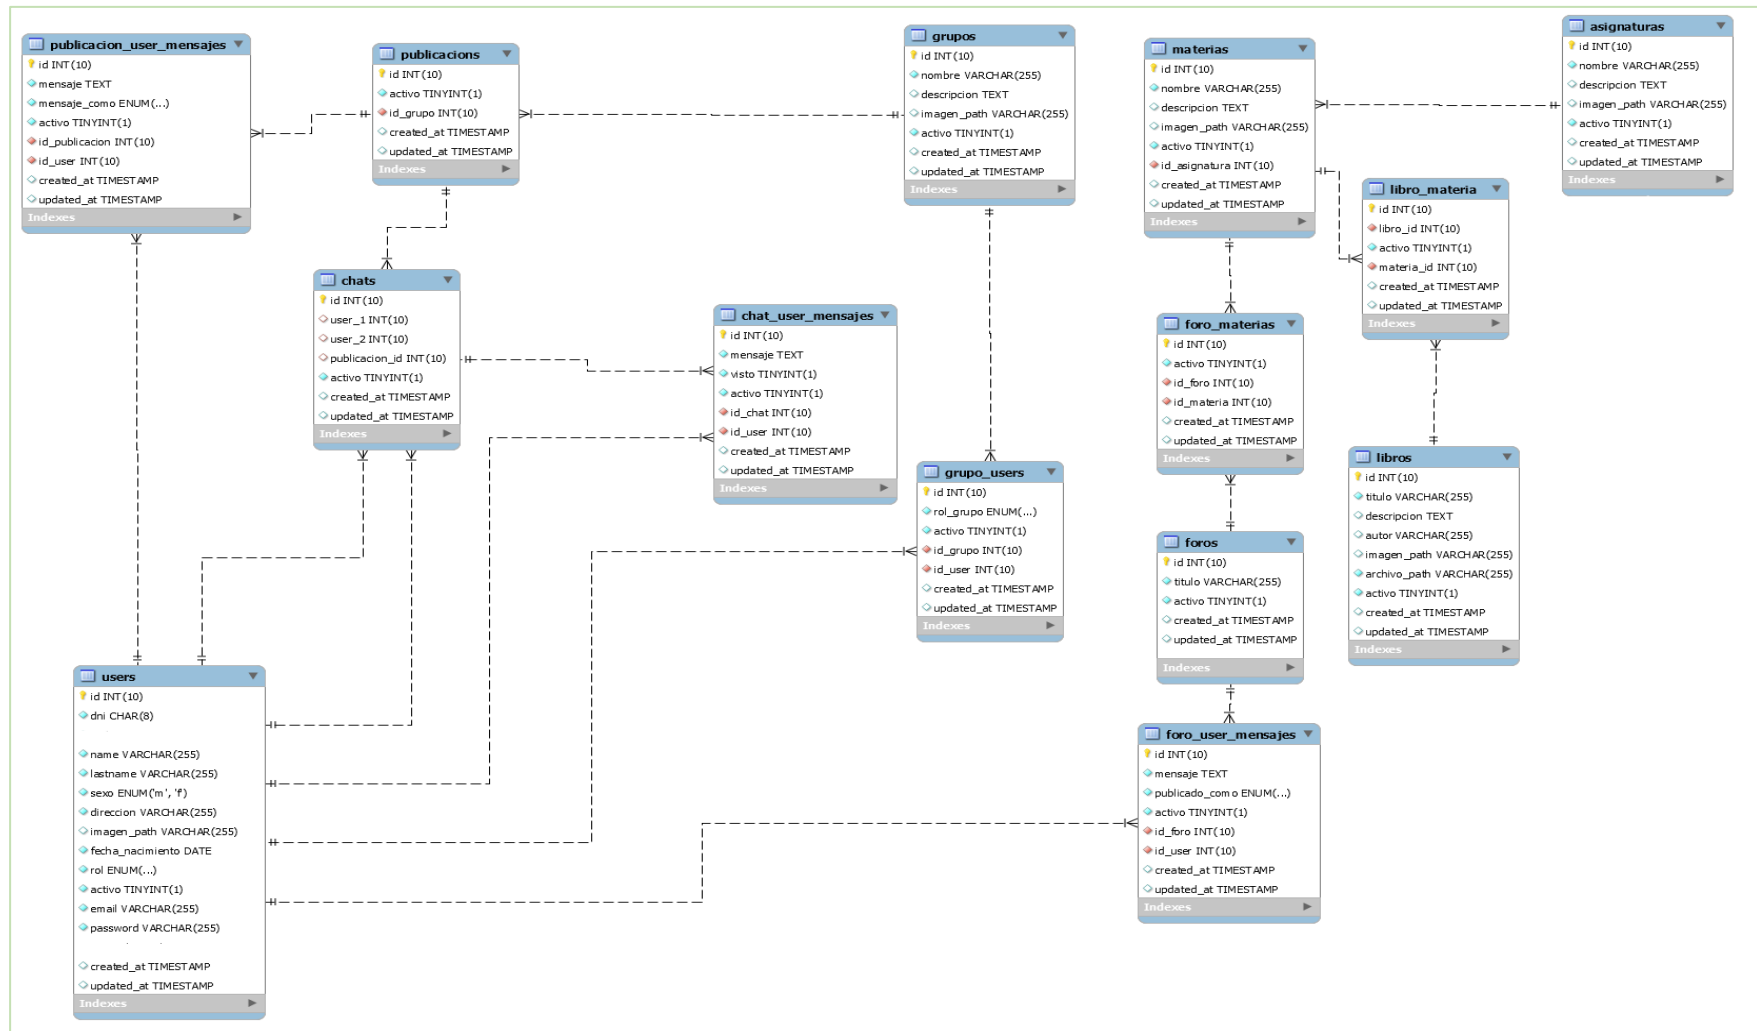 publicacion_user_mensajes
id INT(10)
mensaje TEXT
mensaje_como ENUM(...)
activo TINYINT(1)
id_publicacion INT(10)
id_user INT(10)
created_at TIMESTAMP
updated_at TIMESTAMP
Indexes
publicacions
id INT(10)
activo TINYINT(1)
id_grupo INT(10)
created_at TIMESTAMP
updated_at TIMESTAMP
Indexes
grupos
id INT(10)
nombre VARCHAR(255)
descripcion TEXT
imagen_path VARCHAR(255)
activo TINYINT(1)
created_at TIMESTAMP
updated_at TIMESTAMP
Indexes
materias
id INT(10)
nombre VARCHAR(255)
descripcion TEXT
imagen_path VARCHAR(255)
activo TINYINT(1)
id_asignatura INT(10)
created_at TIMESTAMP
updated_at TIMESTAMP
Indexes
asignaturas
id INT(10)
nombre VARCHAR(255)
descripcion TEXT
imagen_path VARCHAR(255)
activo TINYINT(1)
created_at TIMESTAMP
updated_at TIMESTAMP
Indexes
libro_materia
id INT(10)
libro_id INT(10)
activo TINYINT(1)
materia_id INT(10)
created_at TIMESTAMP
updated_at TIMESTAMP
Indexes
chats
id INT(10)
user_1 INT(10)
user_2 INT(10)
publicacion_id INT(10)
activo TINYINT(1)
created_at TIMESTAMP
updated_at TIMESTAMP
Indexes
chat_user_mensajes
id INT(10)
mensaje TEXT
visto TINYINT(1)
activo TINYINT(1)
id_chat INT(10)
id_user INT(10)
created_at TIMESTAMP
updated_at TIMESTAMP
Indexes
foro_materias
id INT(10)
activo TINYINT(1)
id_foro INT(10)
id_materia INT(10)
created_at TIMESTAMP
updated_at TIMESTAMP
Indexes
grupo_users
id INT(10)
rol_grupo ENUM(...)
activo TINYINT(1)
id_grupo INT(10)
id_user INT(10)
created_at TIMESTAMP
updated_at TIMESTAMP
Indexes
libros
id INT(10)
titulo VARCHAR(255)
descripcion TEXT
autor VARCHAR(255)
imagen_path VARCHAR(255)
archivo_path VARCHAR(255)
activo TINYINT(1)
created_at TIMESTAMP
updated_at TIMESTAMP
Indexes
foros
id INT(10)
titulo VARCHAR(255)
activo TINYINT(1)
created_at TIMESTAMP
updated_at TIMESTAMP
Indexes
users
id INT(10)
dni CHAR(8)
name VARCHAR(255)
lastname VARCHAR(255)
sexo ENUM('m', 'f')
direccion VARCHAR(255)
imagen_path VARCHAR(255)
fecha_nacimiento DATE
rol ENUM(...)
activo TINYINT(1)
email VARCHAR(255)
password VARCHAR(255)
created_at TIMESTAMP
updated_at TIMESTAMP
Indexes
foro_user_mensajes
id INT(10)
mensaje TEXT
publicado_como ENUM(...)
activo TINYINT(1)
id_foro INT(10)
id_user INT(10)
created_at TIMESTAMP
updated_at TIMESTAMP
Indexes